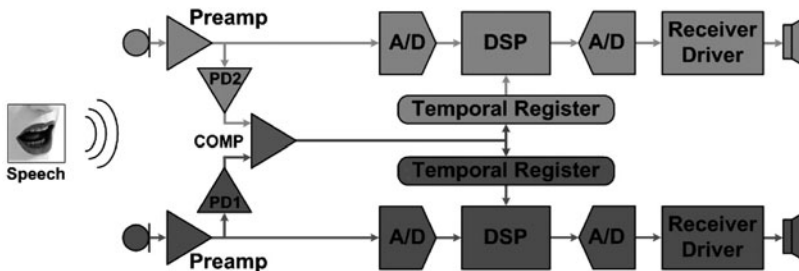 Preamp
A/D
DSP
A/D
Receiver
Driver
PD2
Temporal Register
COMP
Speech
Temporal Register
PD1
A/D
DSP
A/D
Receiver
Driver
Preamp